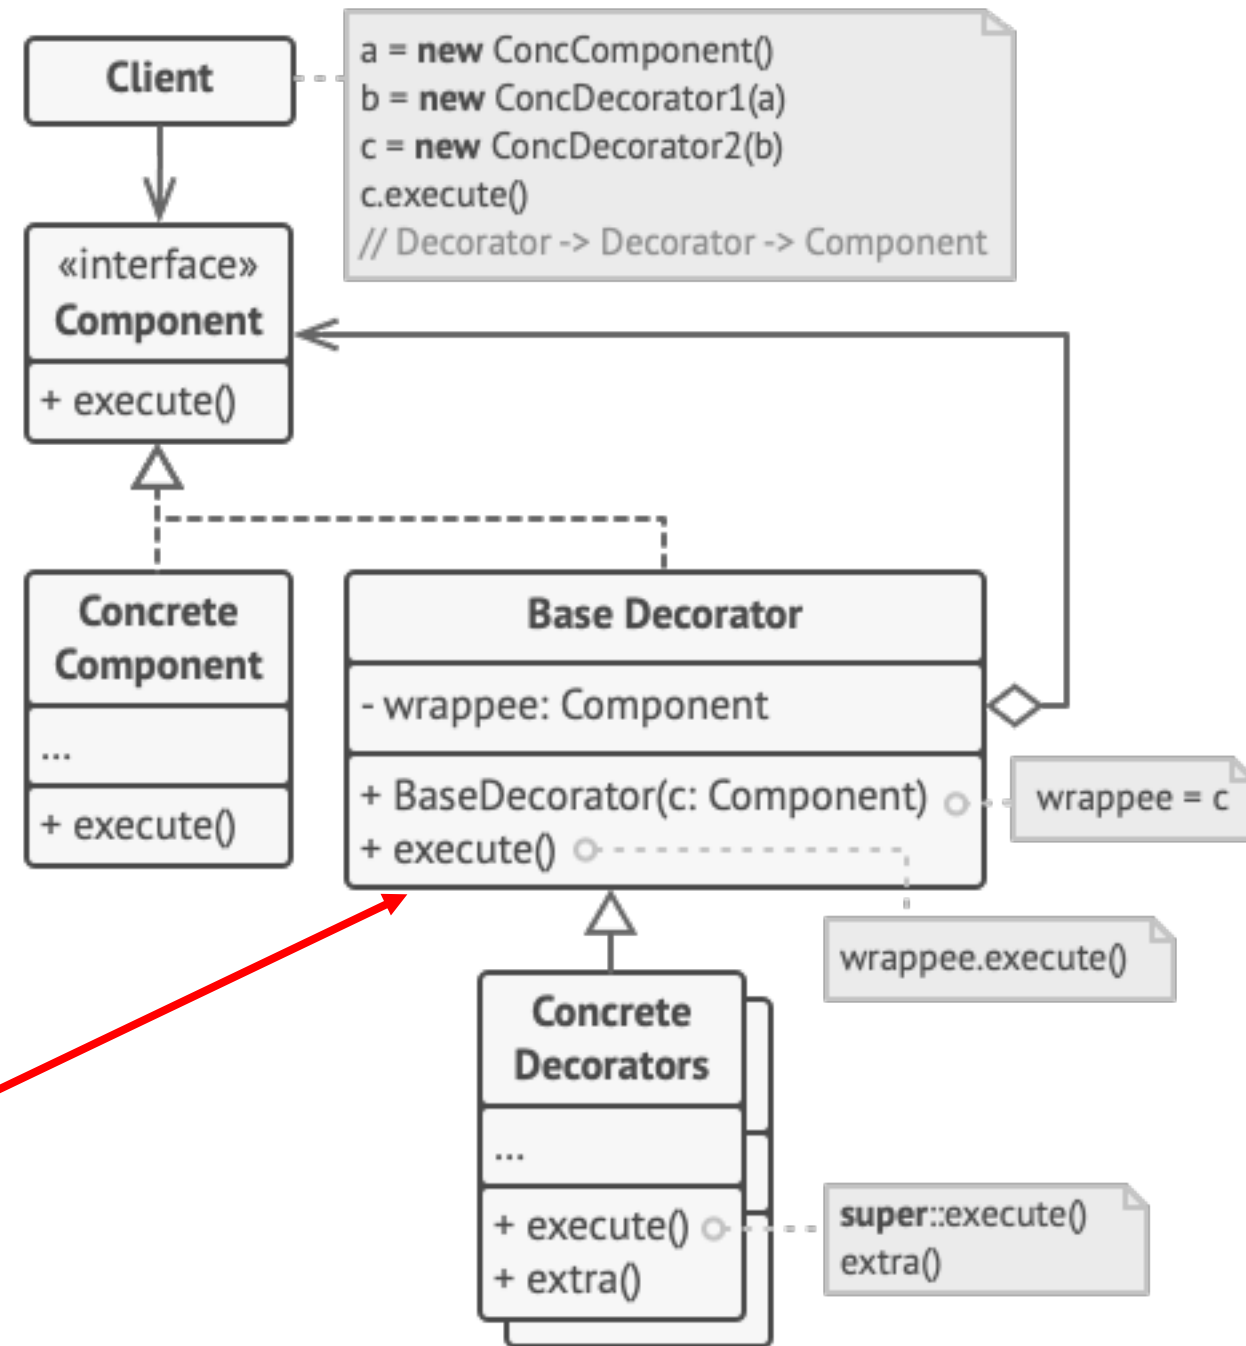 Client
a = new ConcComponent()
b = new ConcDecorator1(a)
c = new ConcDecorator2(b)
c.execute()
// Decorator -> Decorator -> Component
«interface»
Component
+ execute()
Concrete
Component
...
+ execute()
Base Decorator
- wrappee: Component
+ BaseDecorator(c: Component)
+ execute()
wrappee = c
wrappee.execute()
Concrete
Decorators
...
+ execute()
+ extra()
super::execute()
extra()